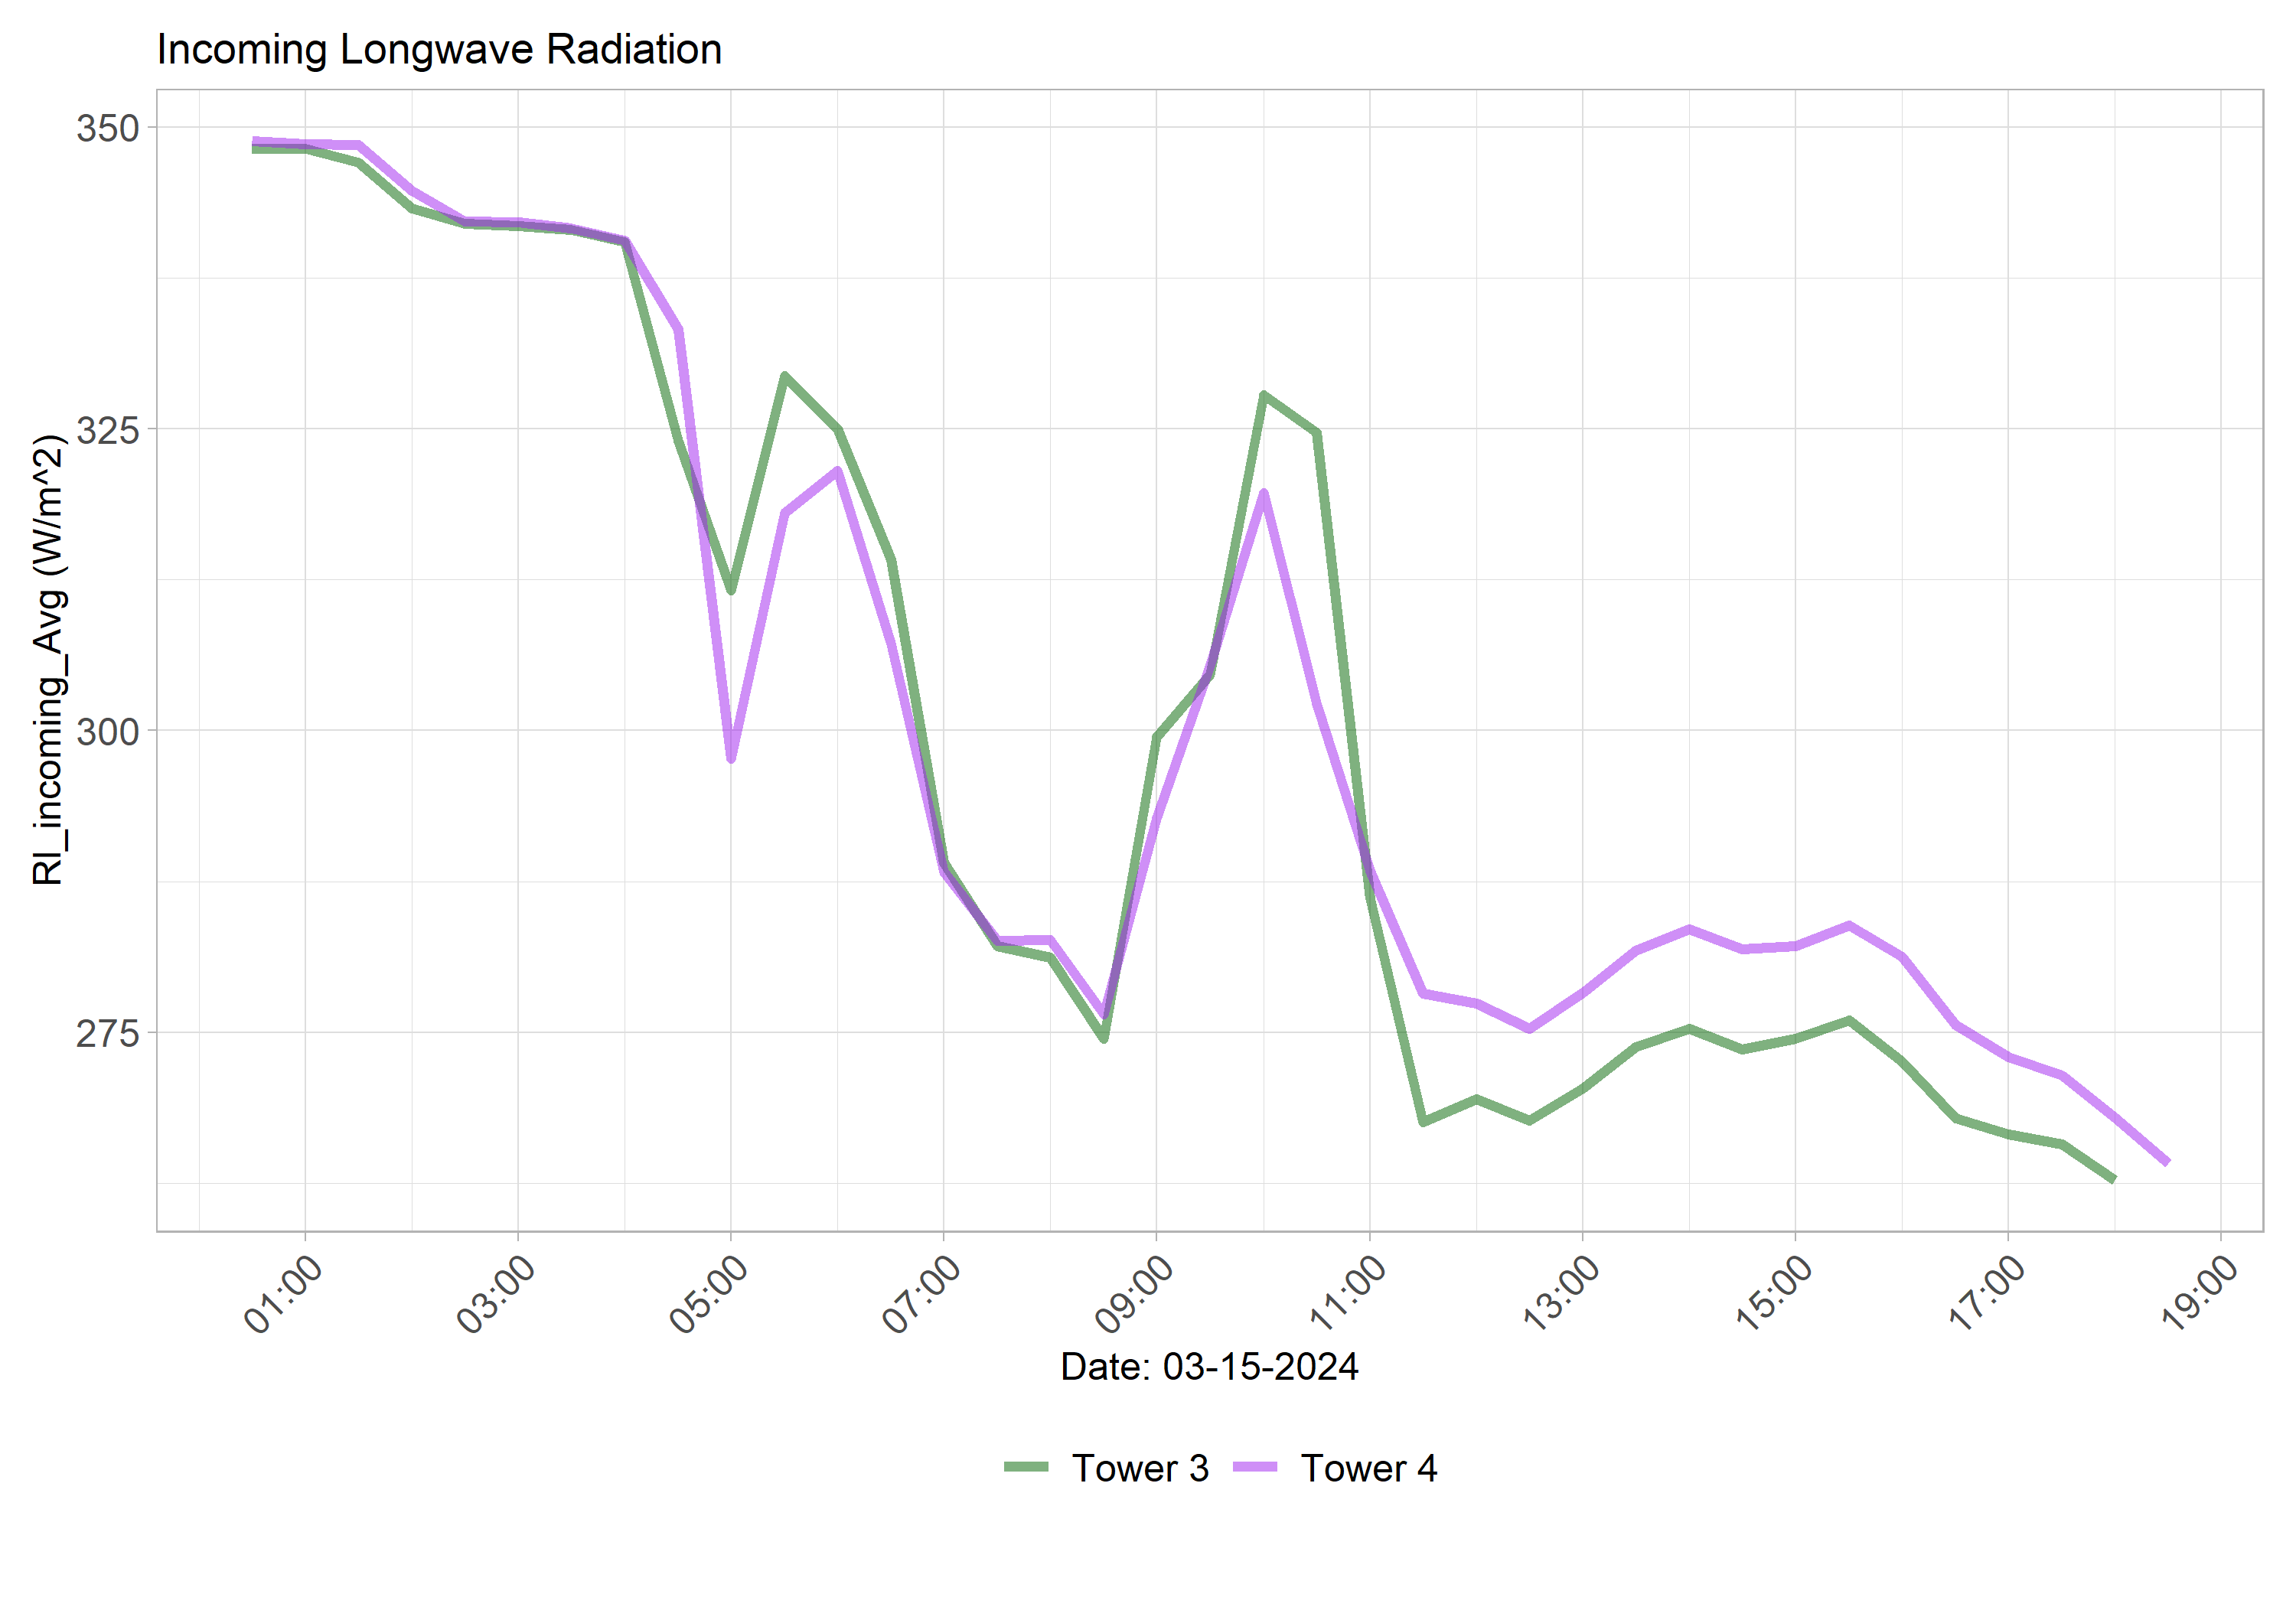 Incoming Longwave Radiation
Rl_incoming_Avg (W/m^2)
350
325
300
275
01:00 03:00 05:00 07:00 09:00 11:00 13:00 15:00 17:00 19:00
Date: 03-15-2024
Tower 3 Tower 4